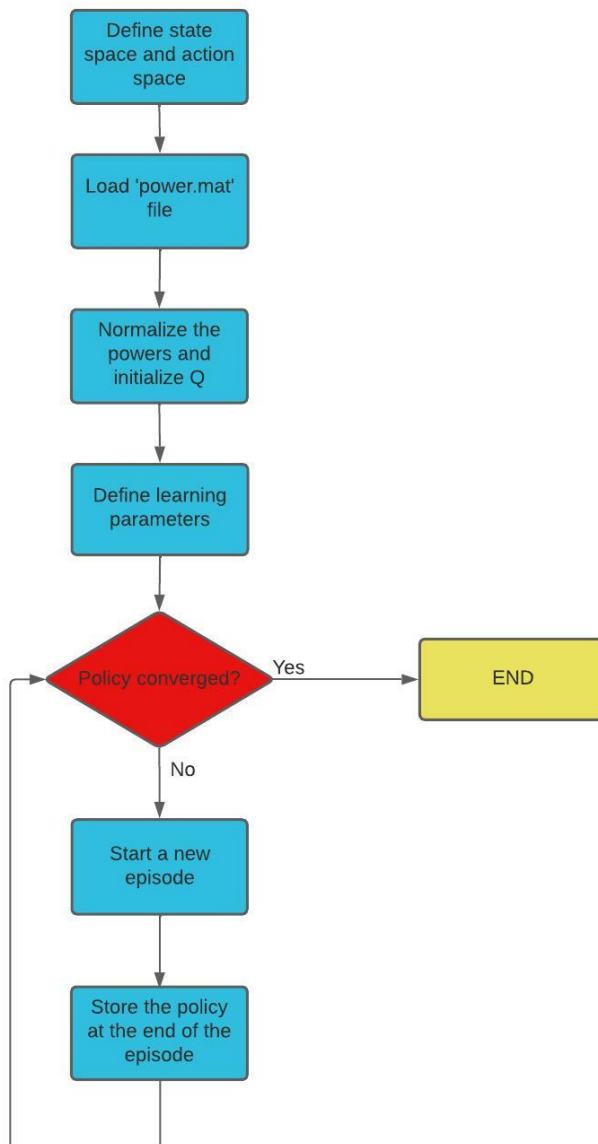 Define state
space and action
space
Load 'power.mat'
file
Normalize the
powers and
initialize Q
Define learning
parameters
Policy converged?
Yes
END
No
Start a new
episode
Store the policy
at the end of the
episode